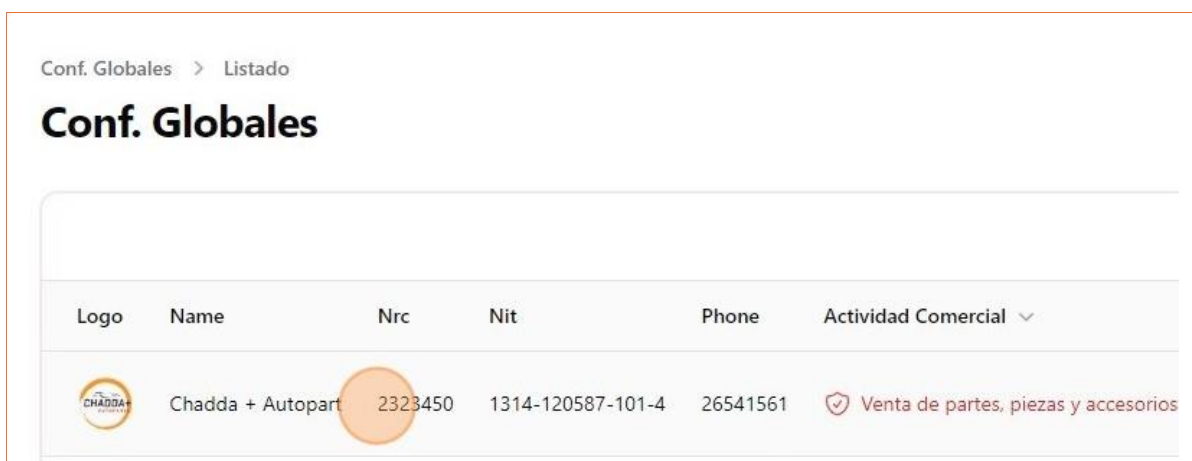 Conf. Globales > Listado
Conf. Globales
Logo Name Nrc Nit Phone Actividad Comercial
CHADDA+ Chadda + Autopart 2323450 1314-120587-101-4 26541561 Venta de partes, piezas y accesorios